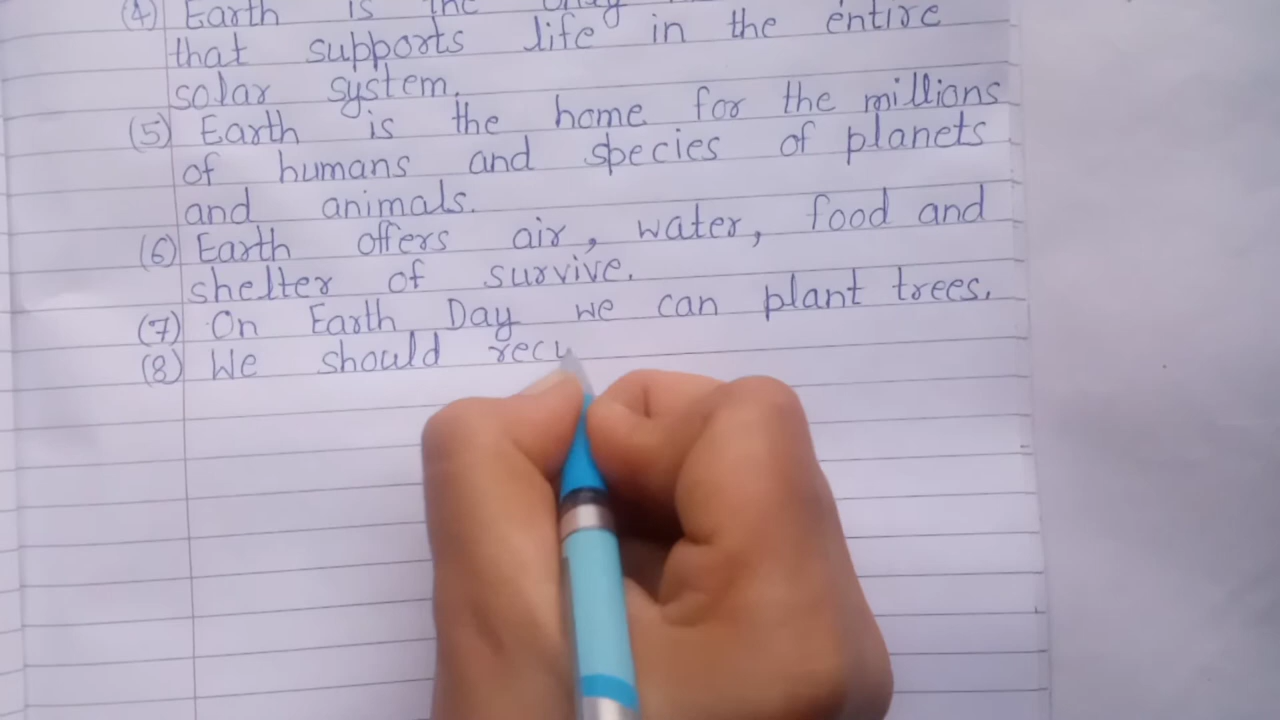 (4) Earth is the only
that supports life in the entire
solar system.
(5) Earth is the home for the millions
of humans and species of planets
and animals.
(6) Earth offers air, water, food and
shelter of survive.
(7) On Earth Day we can plant trees.
(8) We should recy